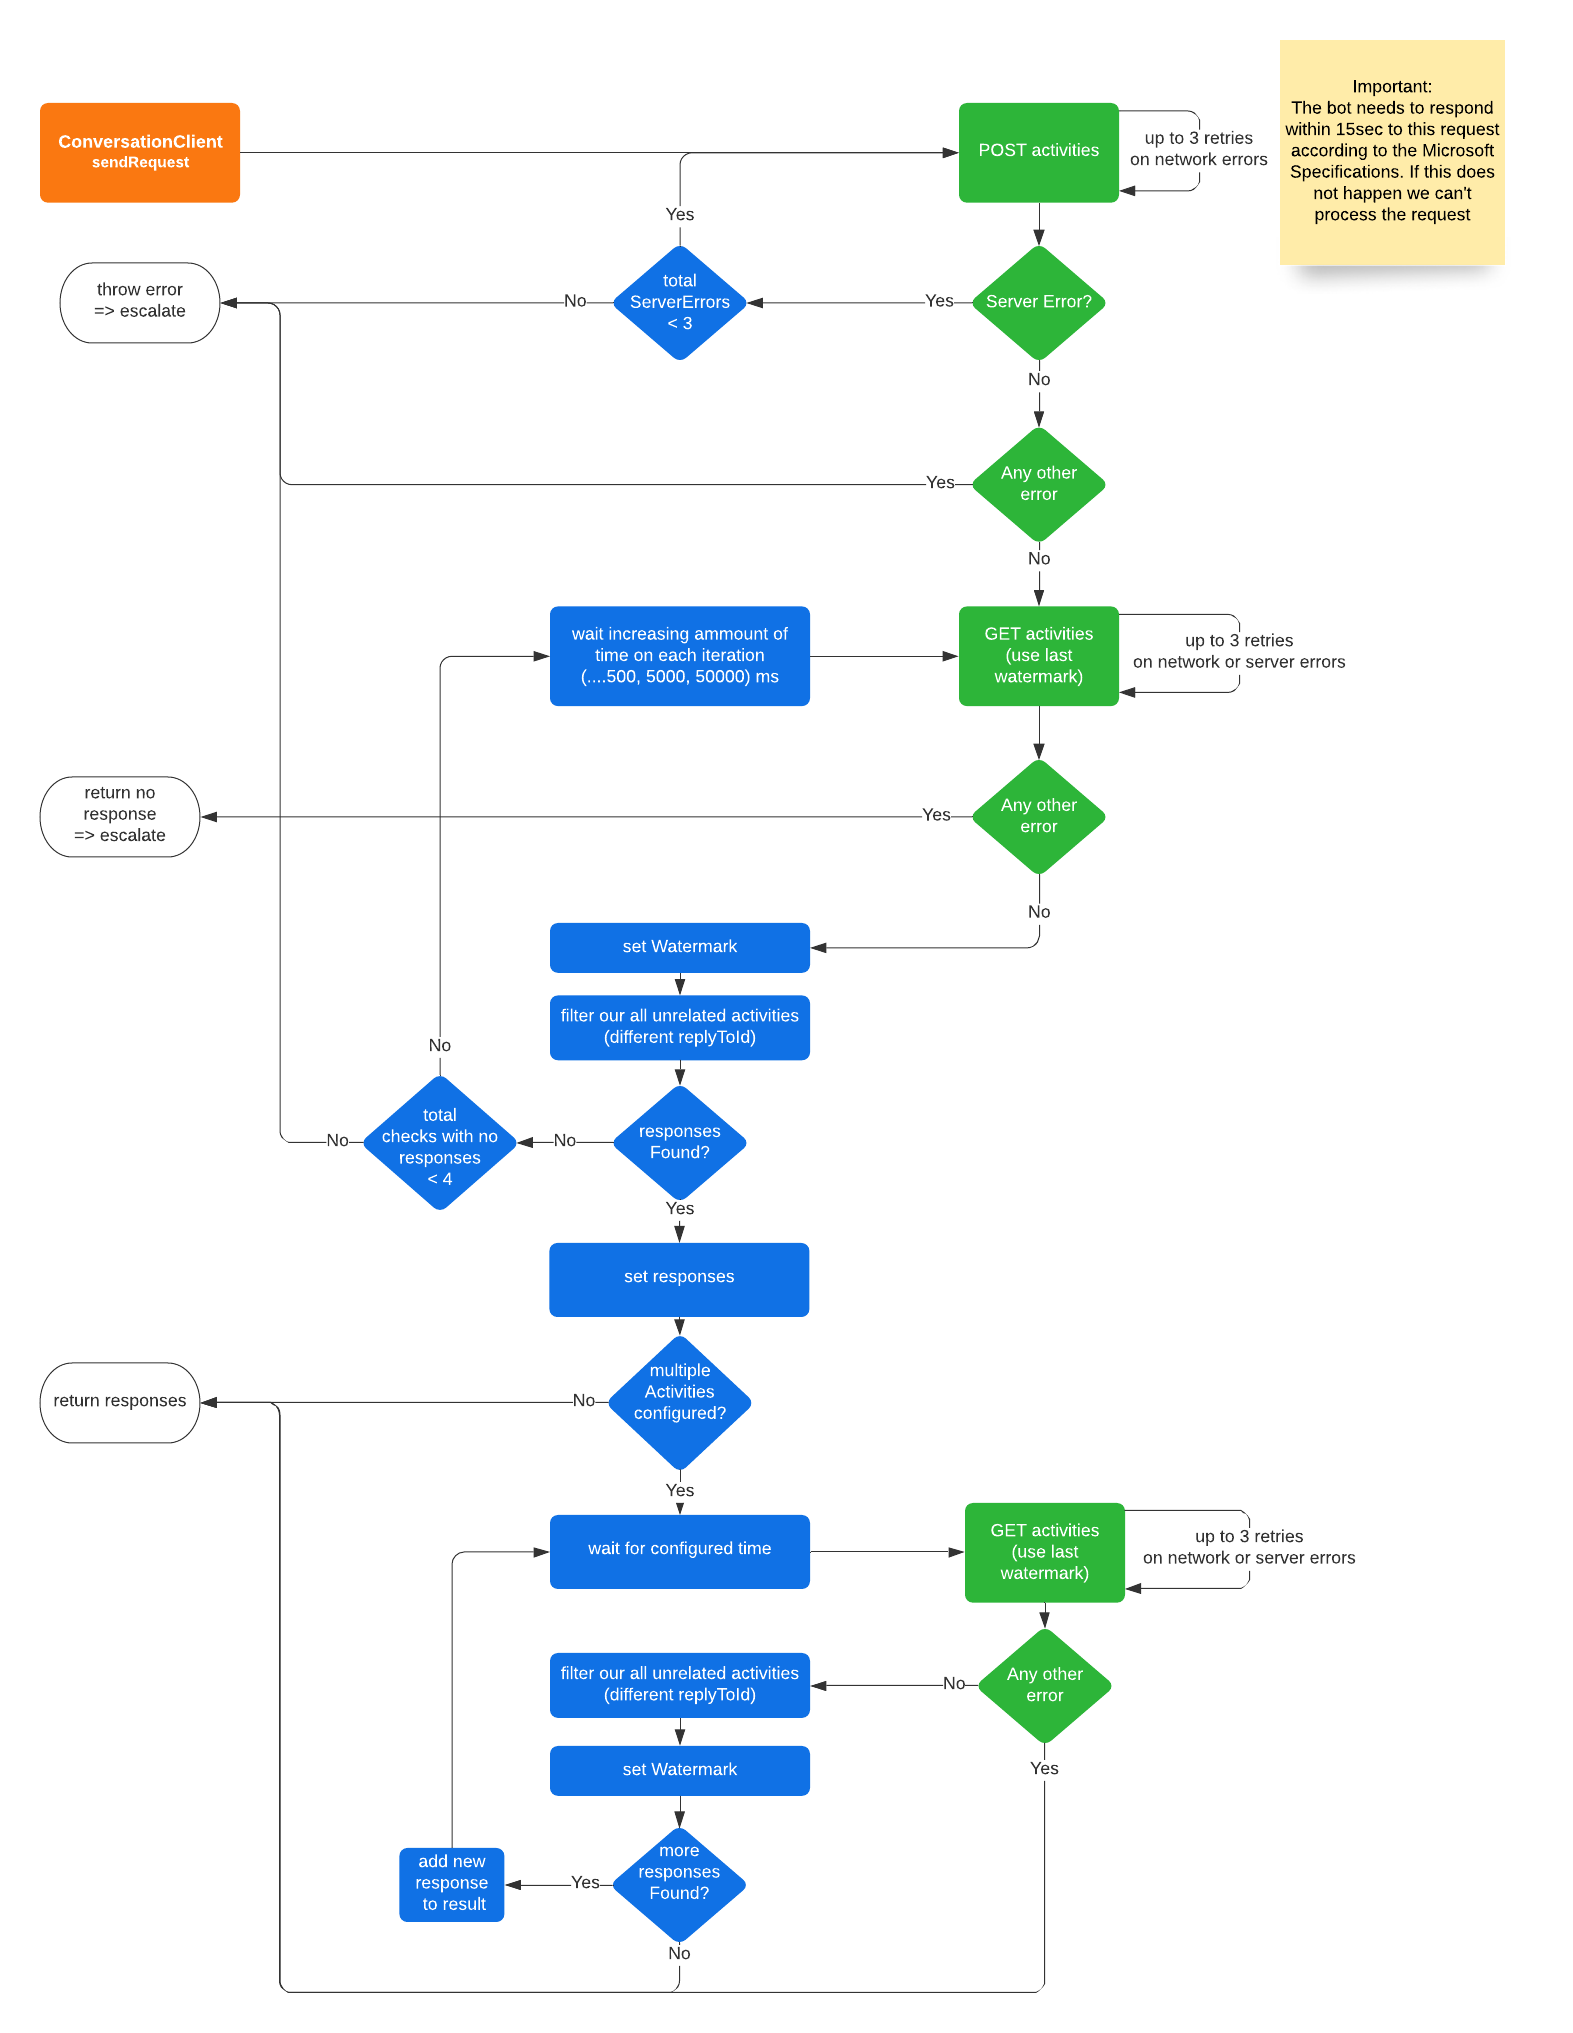 Important:
The bot needs to respond
within 15sec to this request
according to the Microsoft
Specifications. If this does
not happen we can't
process the request
ConversationClient
sendRequest
POST activities
up to 3 retries
on network errors
Yes
throw error
=> escalate
No
total
ServerErrors
< 3
Yes
Server Error?
No
Yes
Any other
error
No
wait increasing ammount of
time on each iteration
(....500, 5000, 50000) ms
GET activities
(use last
watermark)
up to 3 retries
on network or server errors
return no
response
=> escalate
Yes
Any other
error
No
set Watermark
filter our all unrelated activities
(different replyToId)
No
No
total
checks with no
responses
< 4
No
responses
Found?
Yes
set responses
return responses
No
multiple
Activities
configured?
Yes
wait for configured time
GET activities
(use last
watermark)
up to 3 retries
on network or server errors
filter our all unrelated activities
(different replyToId)
No
Any other
error
Yes
set Watermark
add new
response
to result
Yes
more
responses
Found?
No